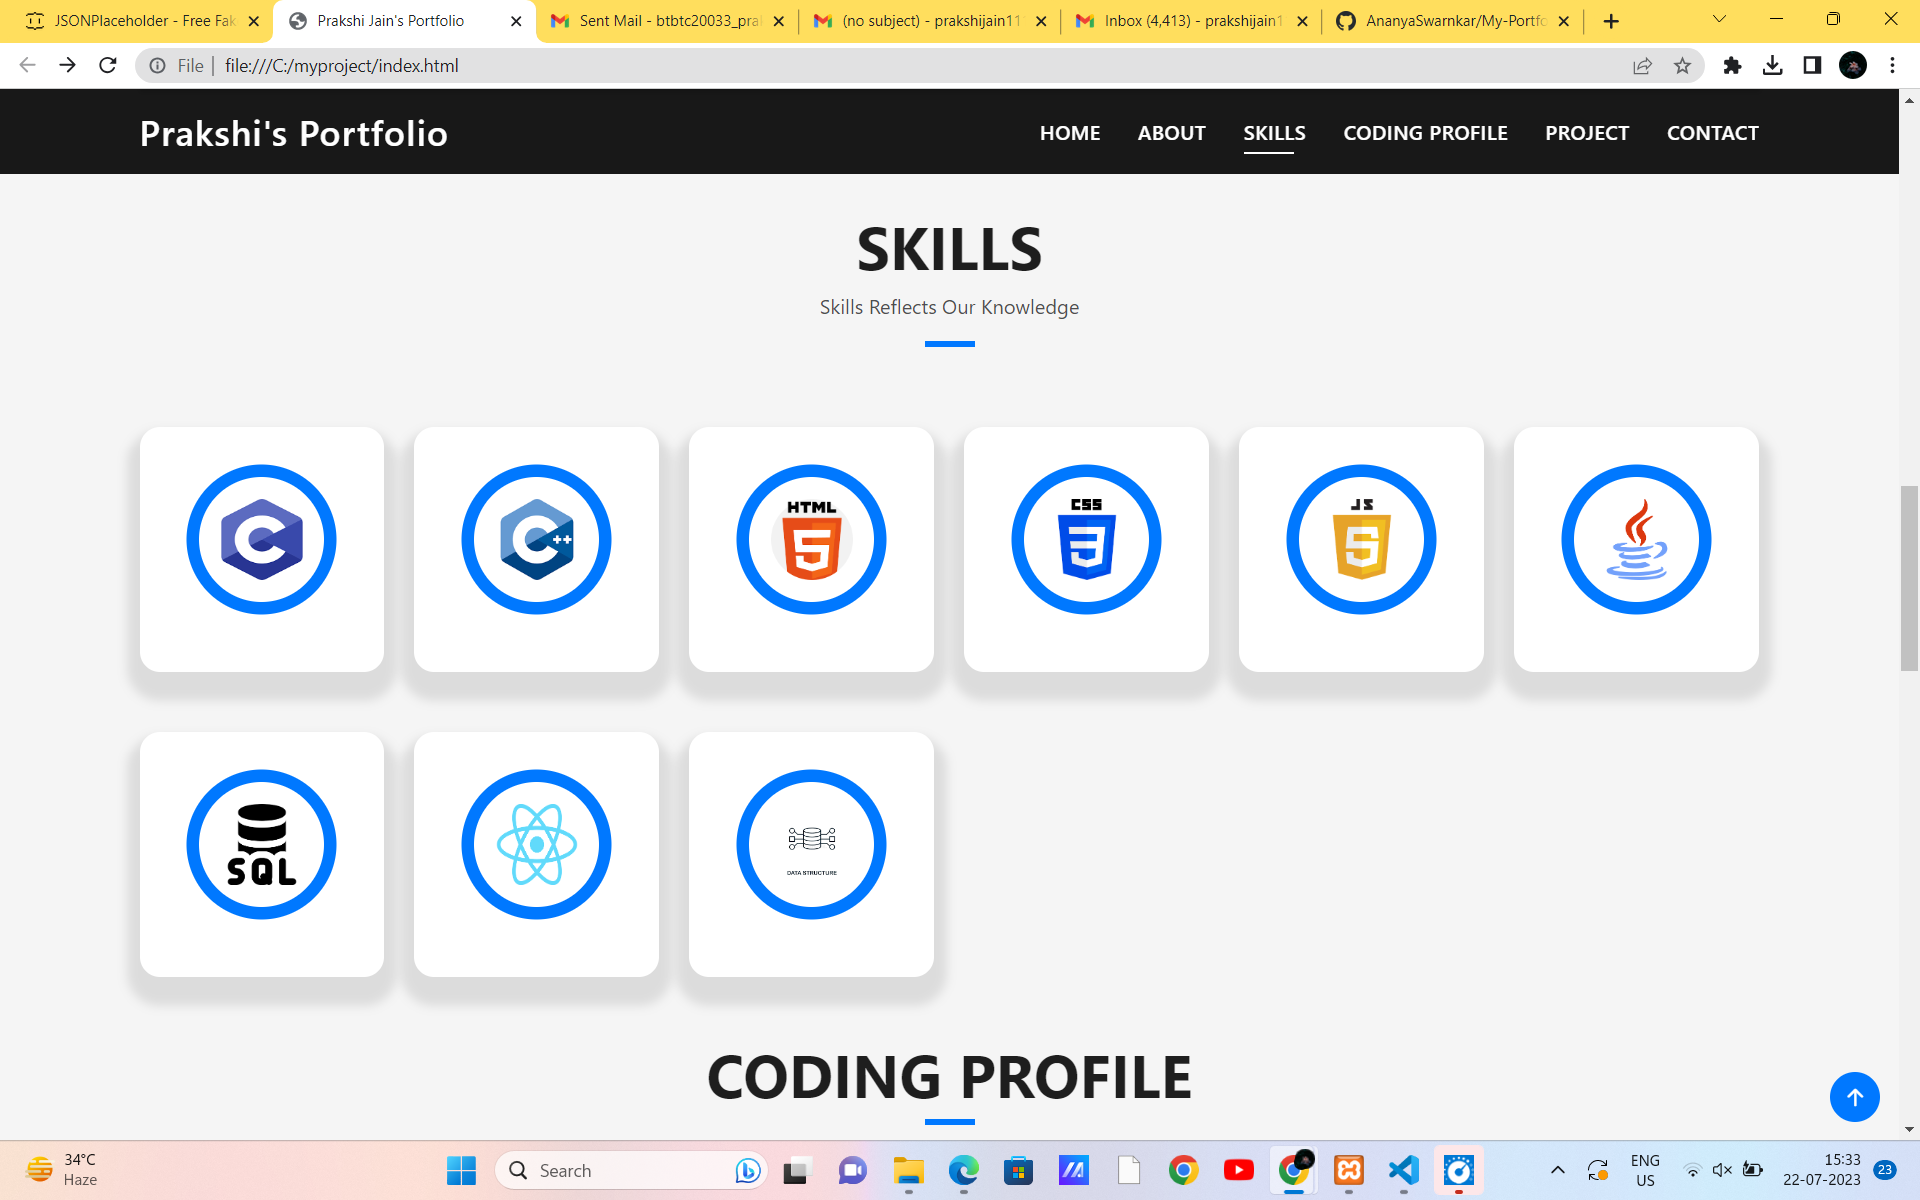 JSONPlaceholder - Free Fak
Prakshi Jain's Portfolio
Sent Mail - btbtc20033_pra
(no subject) - prakshijain11
Inbox (4,413) - prakshijain1
AnanyaSwarnkar/My-Portfo
File
file:///C:/myproject/index.html
Prakshi's Portfolio
HOME
ABOUT
SKILLS
CODING PROFILE
PROJECT
CONTACT
SKILLS
Skills Reflects Our Knowledge
C
C++
HTML
5
CSS
3
JS
5
SQL
DATA STRUCTURE
CODING PROFILE
34°C
Haze
Search
ENG
US
15:33
22-07-2023
23